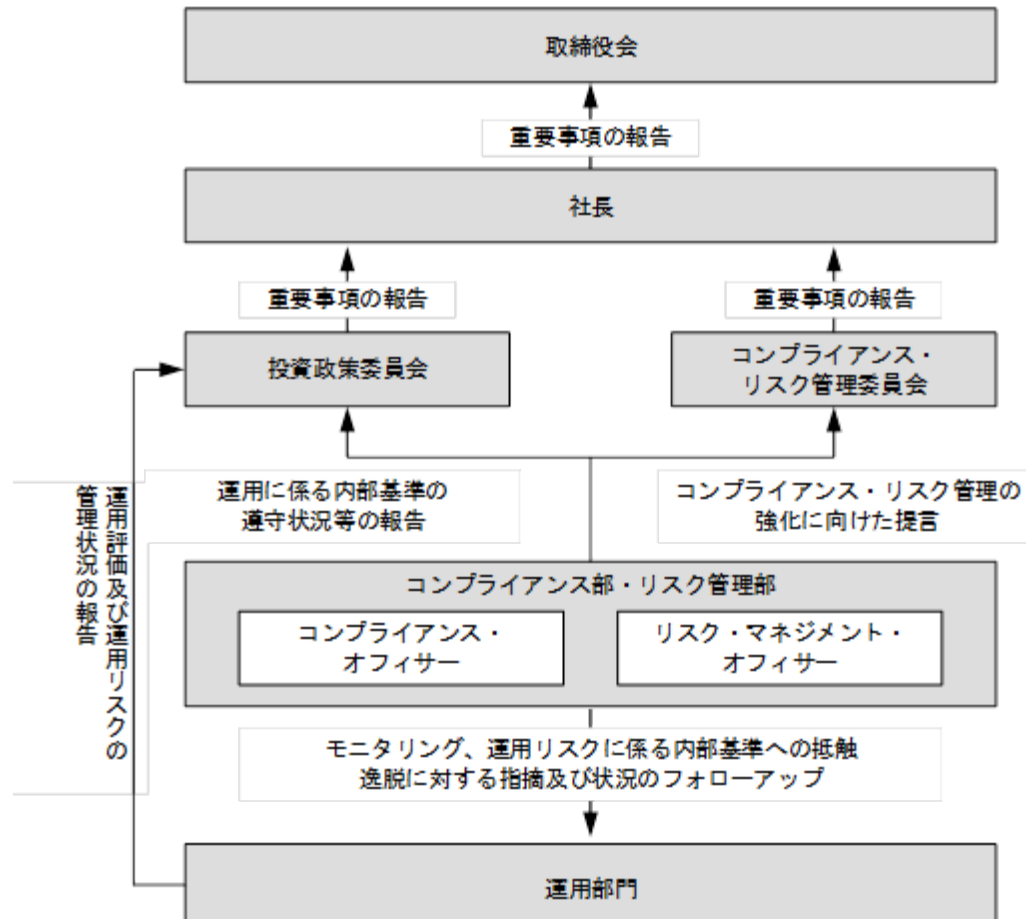 取締役会
重要事項の報告
社長
重要事項の報告
重要事項の報告
投資政策委員会
コンプライアンス・
リスク管理委員会
運用に係る内部基準の
遵守状況等の報告
コンプライアンス・リスク管理の
強化に向けた提言
運用評価及び運用リスクの
管理状況の報告
コンプライアンス部・リスク管理部
コンプライアンス・
オフィサー
リスク・マネジメント・
オフィサー
モニタリング、運用リスクに係る内部基準への抵触
逸脱に対する指摘及び状況のフォローアップ
運用部門